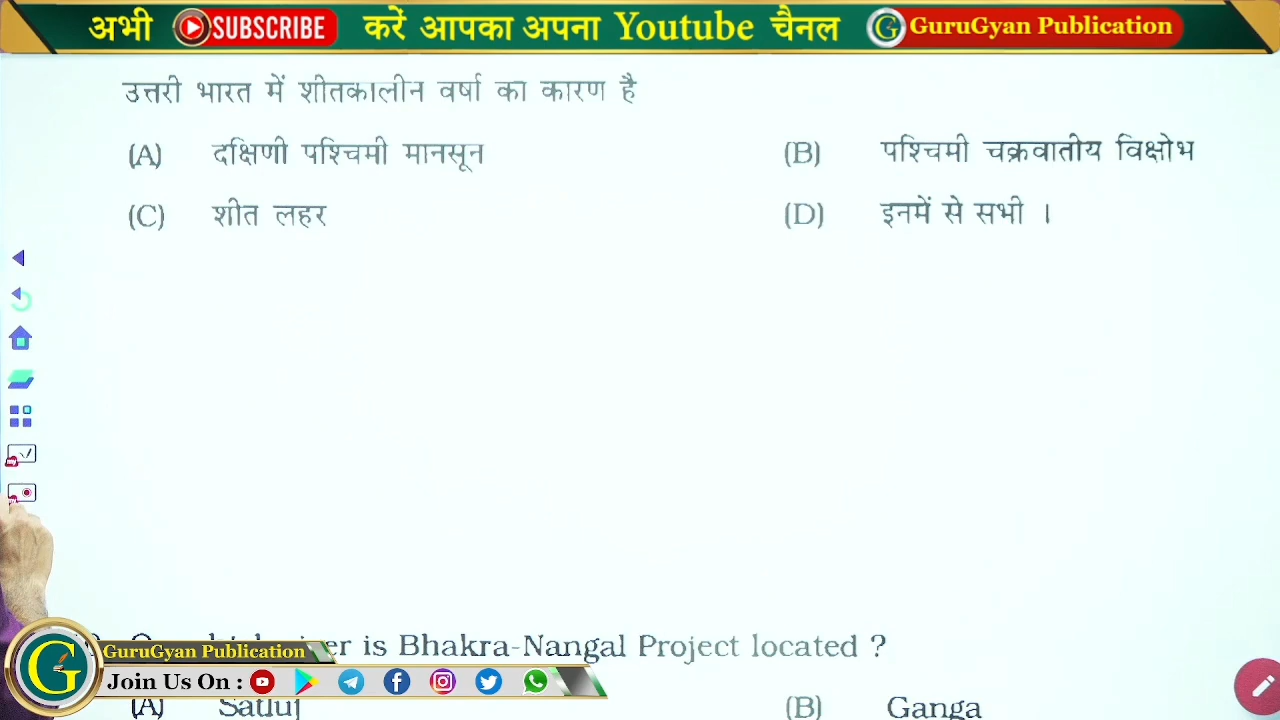 अभी SUBSCRIBE करें आपका अपना Youtube चैनल GuruGyan Publication
उत्तरी भारत में शीतकालीन वर्षा का कारण है
(A) दक्षिणी पश्चिमी मानसून (B) पश्चिमी चक्रवातीय विक्षोभ
(C) शीत लहर (D) इनमें से सभी ।
is Bhakra-Nangal Project located ?
GuruGyan Publication
Join Us On :
(A) Satluj (B) Ganga